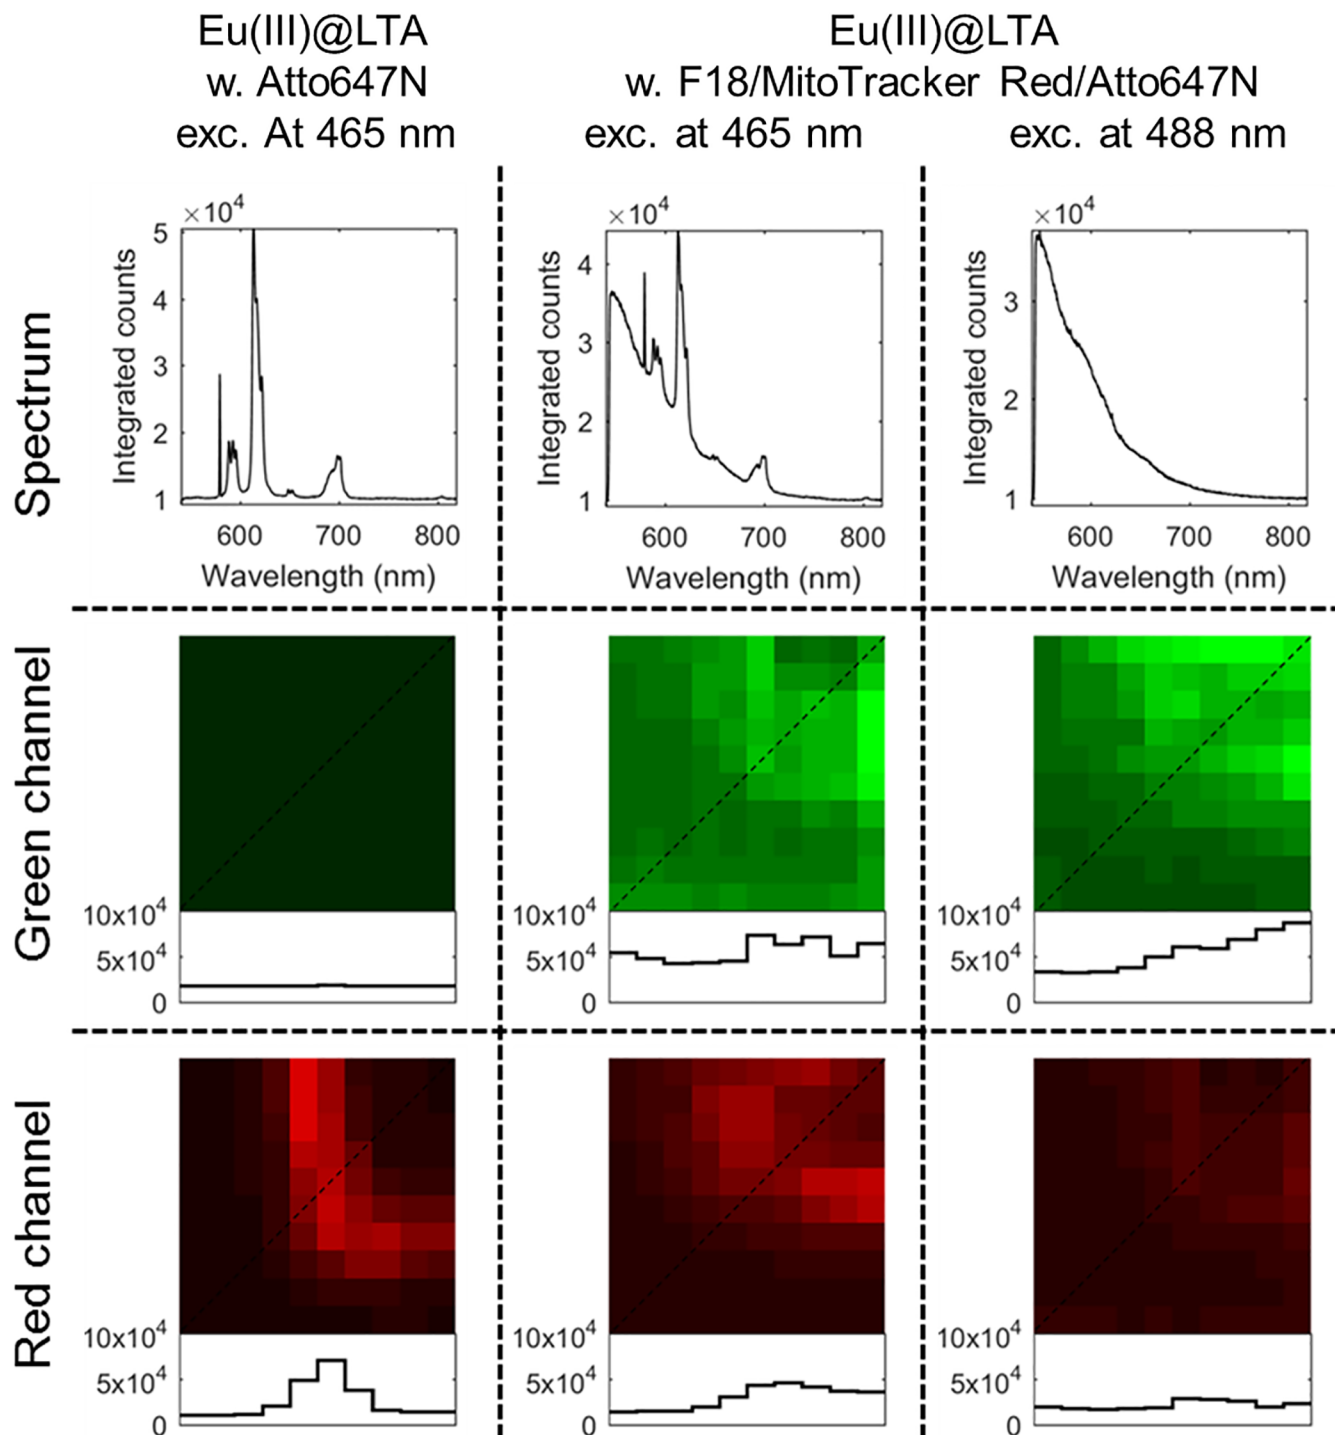 Eu(III)@LTA
w. Atto647N
exc. At 465 nm
Eu(III)@LTA
w. F18/MitoTracker Red/Atto647N
exc. at 465 nm
exc. at 488 nm
Spectrum
×10⁴
5
4
3
2
1
Integrated counts
600 700 800
Wavelength (nm)
×10⁴
4
3
2
1
Integrated counts
600 700 800
Wavelength (nm)
×10⁴
3
2
1
Integrated counts
600 700 800
Wavelength (nm)
Green channel
10x10⁴
5x10⁴
0
10x10⁴
5x10⁴
0
10x10⁴
5x10⁴
0
Red channel
10x10⁴
5x10⁴
0
10x10⁴
5x10⁴
0
10x10⁴
5x10⁴
0